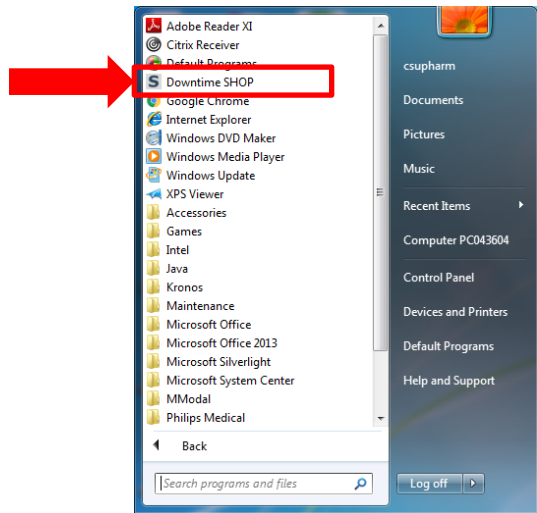 Adobe Reader XI
Citrix Receiver
Default Programs
S Downtime SHOP
Google Chrome
Internet Explorer
Windows DVD Maker
Windows Media Player
Windows Update
XPS Viewer
Accessories
Games
Intel
Java
Kronos
Maintenance
Microsoft Office
Microsoft Office 2013
Microsoft Silverlight
Microsoft System Center
MModal
Philips Medical
Back
Search programs and files
csupharm
Documents
Pictures
Music
Recent Items
Computer PC043604
Control Panel
Devices and Printers
Default Programs
Help and Support
Log off